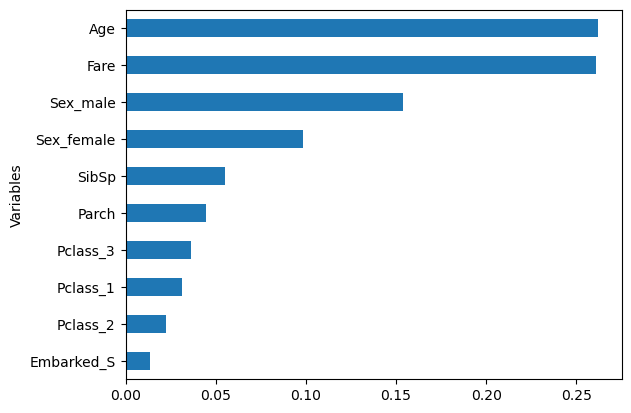 Age
Fare
Sex_male
Sex_female
SibSp
Parch
Pclass_3
Pclass_1
Pclass_2
Embarked_S
Variables
0.00 0.05 0.10 0.15 0.20 0.25